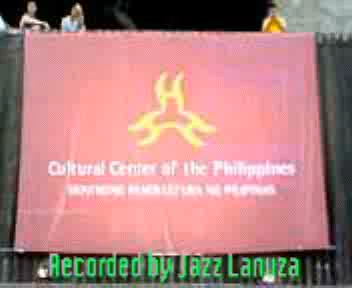 Cultural Center of the Philippines
SENTRONG PANGKULTURA NG PILIPINAS
Recorded by: Jazz Lanuza